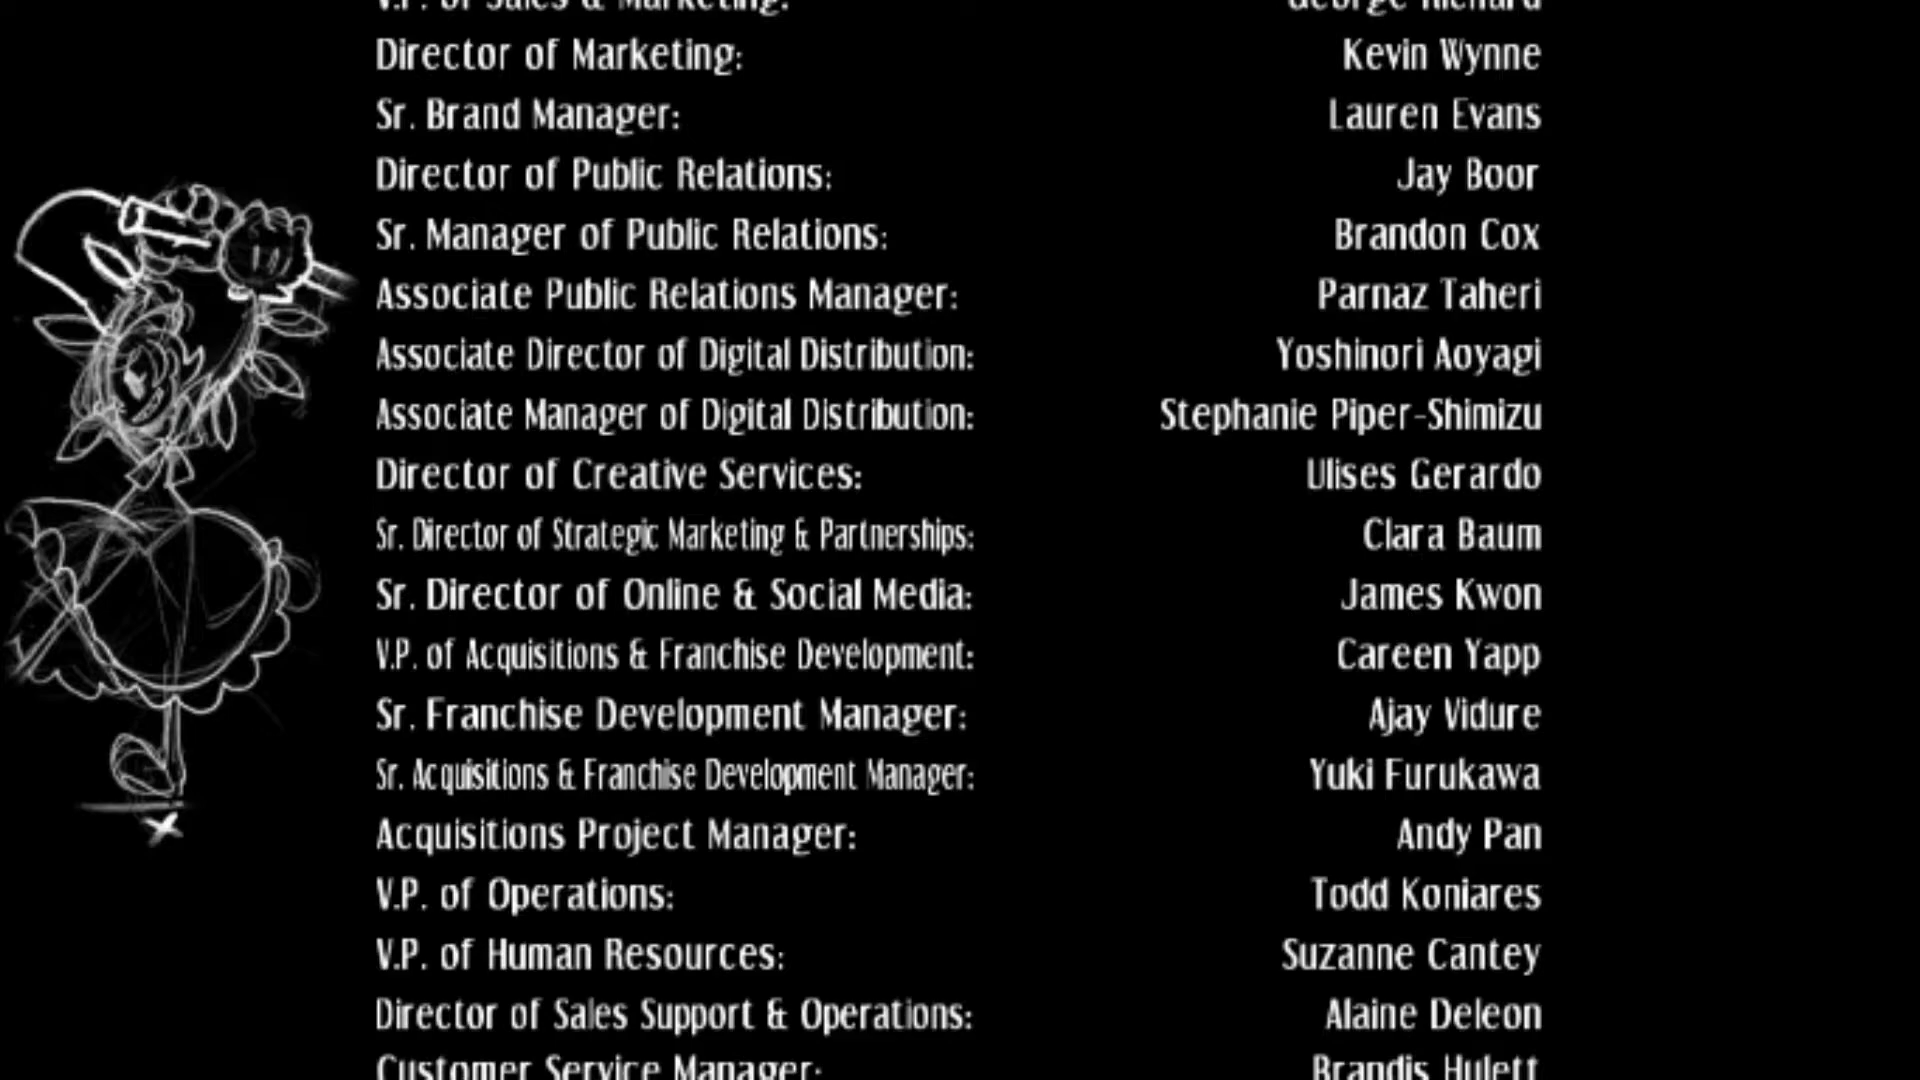 V.P. of Sales & Marketing: George Richard
Director of Marketing: Kevin Wynne
Sr. Brand Manager: Lauren Evans
Director of Public Relations: Jay Boor
Sr. Manager of Public Relations: Brandon Cox
Associate Public Relations Manager: Parnaz Taheri
Associate Director of Digital Distribution: Yoshinori Aoyagi
Associate Manager of Digital Distribution: Stephanie Piper-Shimizu
Director of Creative Services: Ulises Gerardo
Sr. Director of Strategic Marketing & Partnerships: Clara Baum
Sr. Director of Online & Social Media: James Kwon
V.P. of Acquisitions & Franchise Development: Careen Yapp
Sr. Franchise Development Manager: Ajay Vidure
Sr. Acquisitions & Franchise Development Manager: Yuki Furukawa
Acquisitions Project Manager: Andy Pan
V.P. of Operations: Todd Koniares
V.P. of Human Resources: Suzanne Cantey
Director of Sales Support & Operations: Alaine Deleon
Customer Service Manager: Brandis Hulett